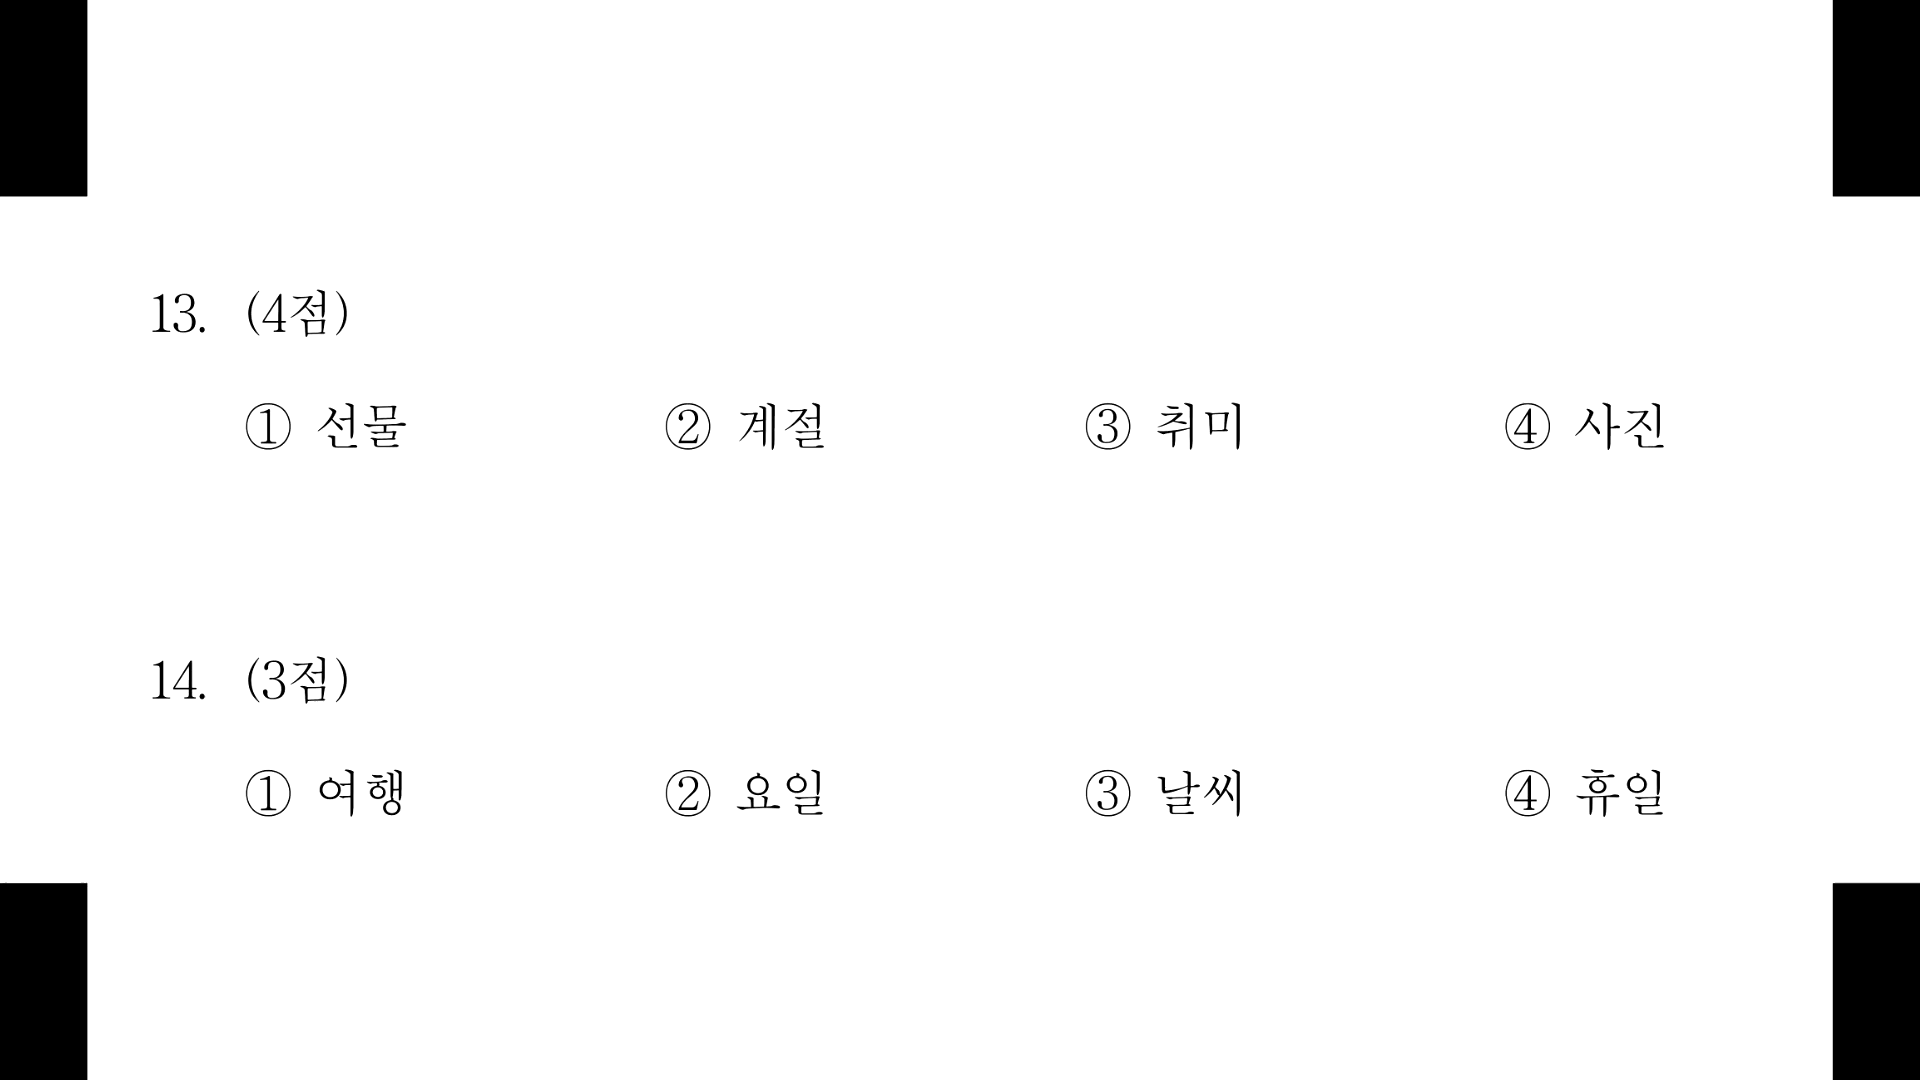 13. (4점)
① 선물 ② 계절 ③ 취미 ④ 사진
14. (3점)
① 여행 ② 요일 ③ 날씨 ④ 휴일